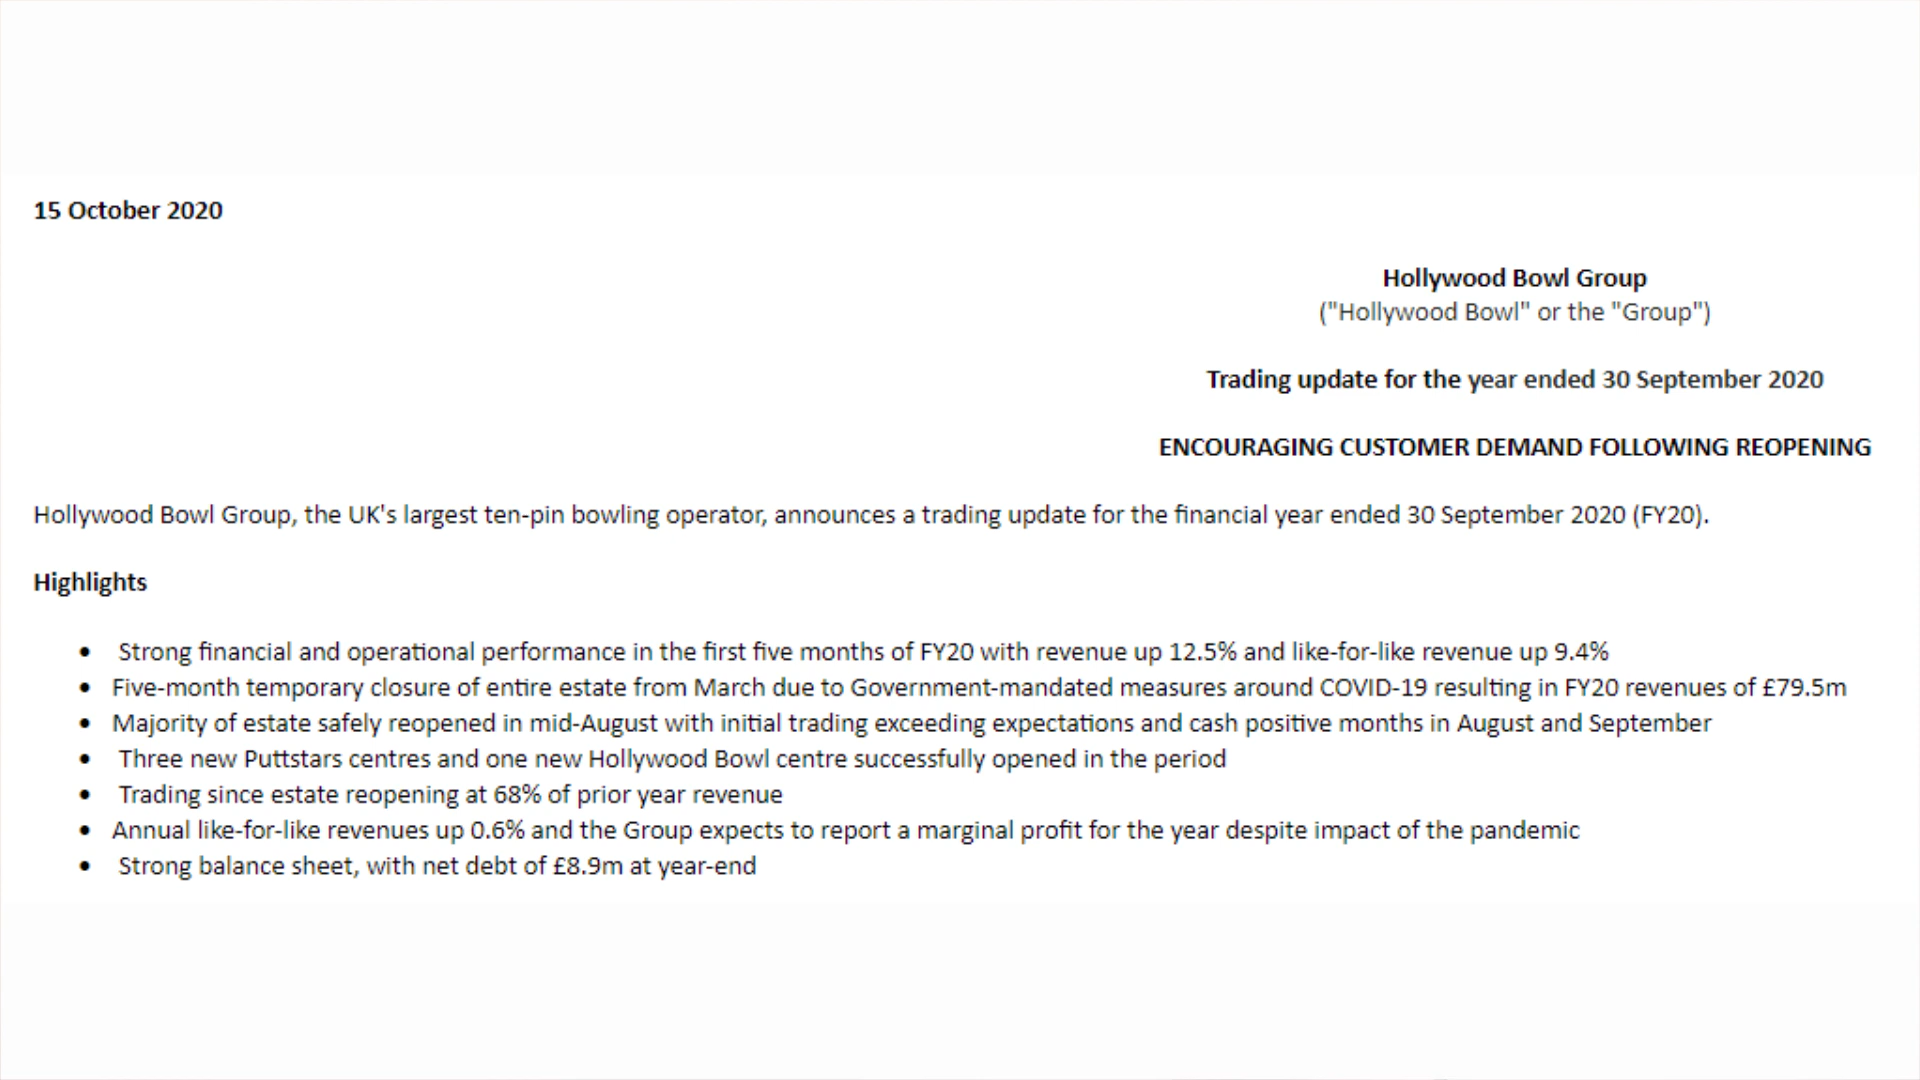 15 October 2020
Hollywood Bowl Group
("Hollywood Bowl" or the "Group")
Trading update for the year ended 30 September 2020
ENCOURAGING CUSTOMER DEMAND FOLLOWING REOPENING
Hollywood Bowl Group, the UK's largest ten-pin bowling operator, announces a trading update for the financial year ended 30 September 2020 (FY20).
Highlights
• Strong financial and operational performance in the first five months of FY20 with revenue up 12.5% and like-for-like revenue up 9.4%
• Five-month temporary closure of entire estate from March due to Government-mandated measures around COVID-19 resulting in FY20 revenues of £79.5m
• Majority of estate safely reopened in mid-August with initial trading exceeding expectations and cash positive months in August and September
• Three new Puttstars centres and one new Hollywood Bowl centre successfully opened in the period
• Trading since estate reopening at 68% of prior year revenue
• Annual like-for-like revenues up 0.6% and the Group expects to report a marginal profit for the year despite impact of the pandemic
• Strong balance sheet, with net debt of £8.9m at year-end